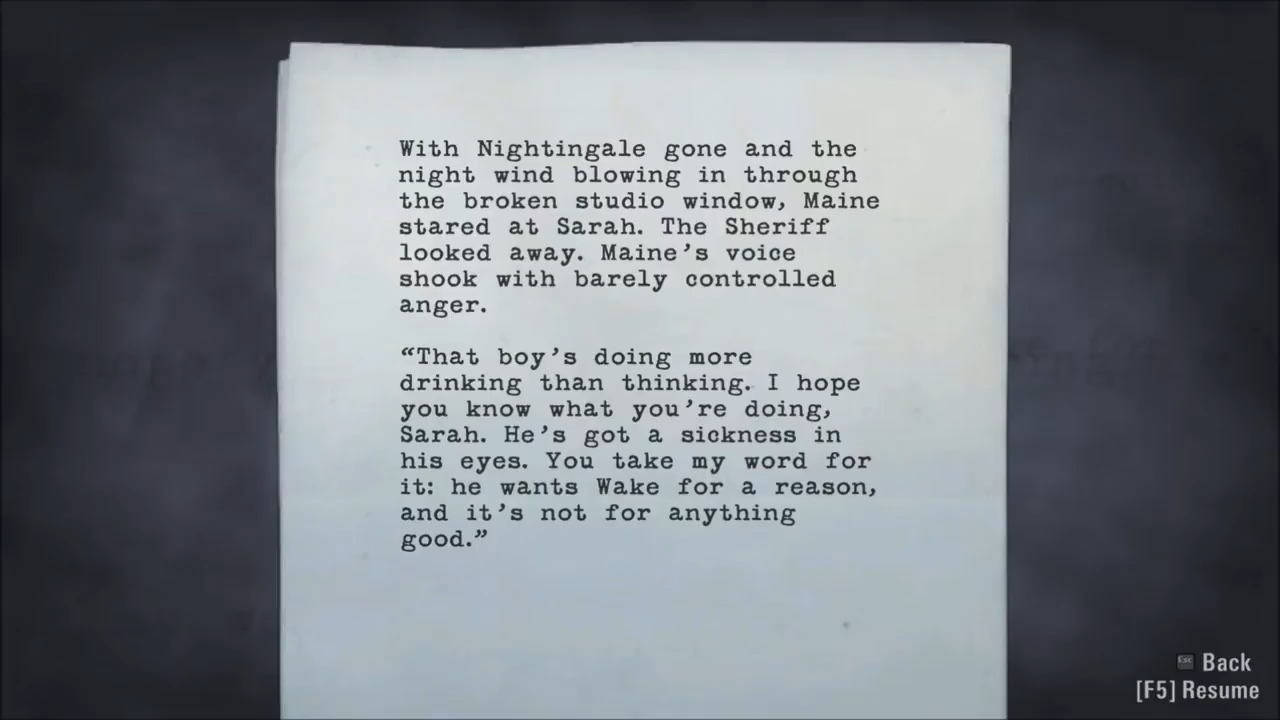 With Nightingale gone and the
night wind blowing in through
the broken studio window, Maine
stared at Sarah. The Sheriff
looked away. Maine’s voice
shook with barely controlled
anger.
“That boy’s doing more
drinking than thinking. I hope
you know what you’re doing,
Sarah. He’s got a sickness in
his eyes. You take my word for
it: he wants Wake for a reason,
and it’s not for anything
good.”
Esc Back
[F5] Resume